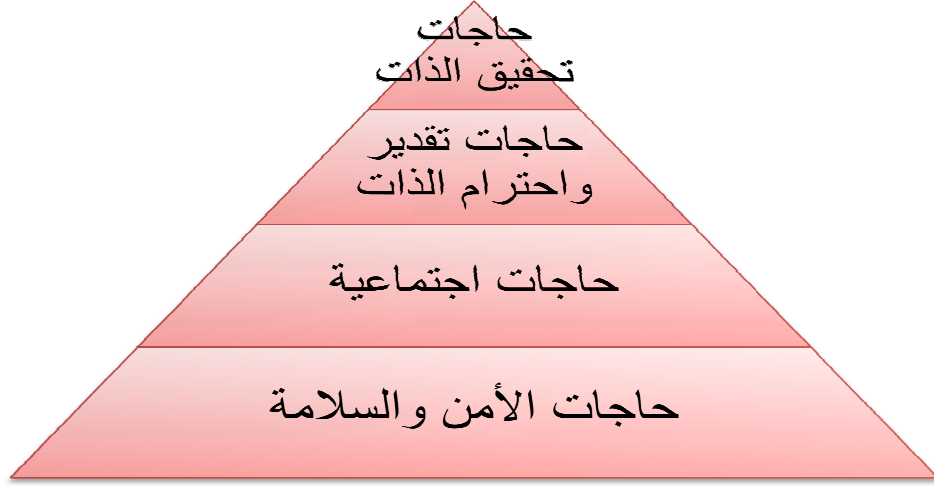 حاجات
تحقيق الذات
حاجات تقدير
واحترام الذات
حاجات اجتماعية
حاجات الأمن والسلامة